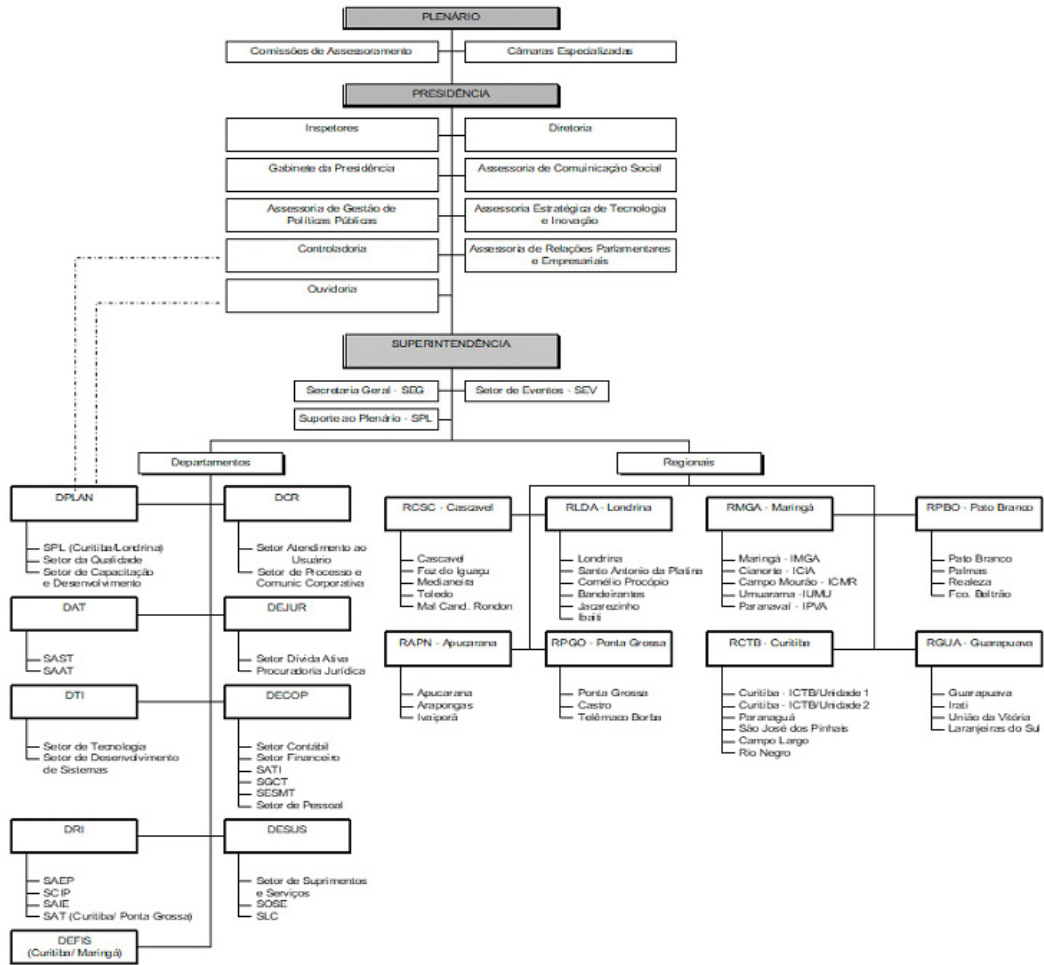 PLENÁRIO
Comissões de Assessoramento
Câmaras Especializadas
PRESIDÊNCIA
Inspetores
Diretoria
Gabinete da Presidência
Assessoria de Comunicação Social
Assessoria de Gestão de
Políticas Públicas
Assessoria Estratégica de Tecnologia
e Inovação
Controladoria
Assessoria de Relações Parlamentares
e Empresariais
Ouvidoria
SUPERINTENDÊNCIA
Secretaria Geral - SEG
Setor de Eventos - SEV
Suporte ao Plenário - SPL
Departamentos
Regionais
DPLAN
SPL (Curitiba/Londrina)
Setor da Qualidade
Setor de Capacitação
e Desenvolvimento
DCR
Setor Atendimento ao
Usuário
Setor de Processo e
Comunic Corporativa
DAT
SAST
SAAT
DEJUR
Setor Dívida Ativa
Procuradoria Jurídica
DTI
Setor de Tecnologia
Setor de Desenvolvimento
de Sistemas
DECOP
Setor Contábil
Setor Financeiro
SATI
SGCT
SESMT
Setor de Pessoal
DRI
SAEP
SCIP
SAIE
SAT (Curitiba/ Ponta Grossa)
DESUS
Setor de Suprimentos
e Serviços
SOSE
SLC
DEFIS
(Curitiba/ Maringá)
RCSC - Cascavel
Cascavel
Foz do Iguaçu
Medianeira
Toledo
Mal Cand. Rondon
RLDA - Londrina
Londrina
Santo Antonio da Platina
Cornélio Procópio
Bandeirantes
Jacarezinho
Ibaiti
RMGA - Maringá
Maringá - IMGA
Cianorte - ICIA
Campo Mourão - ICMR
Umuarama - IUMU
Paranavaí - IPVA
RPBO - Pato Branco
Pato Branco
Palmas
Realeza
Fco. Beltrão
RAPN - Apucarana
Apucarana
Arapongas
Ivaiporã
RPGO - Ponta Grossa
Ponta Grossa
Castro
Telêmaco Borba
RCTB - Curitiba
Curitiba - ICTB/Unidade 1
Curitiba - ICTB/Unidade 2
Paranaguá
São José dos Pinhais
Campo Largo
Rio Negro
RGUA - Guarapuava
Guarapuava
Irati
União da Vitória
Laranjeiras do Sul